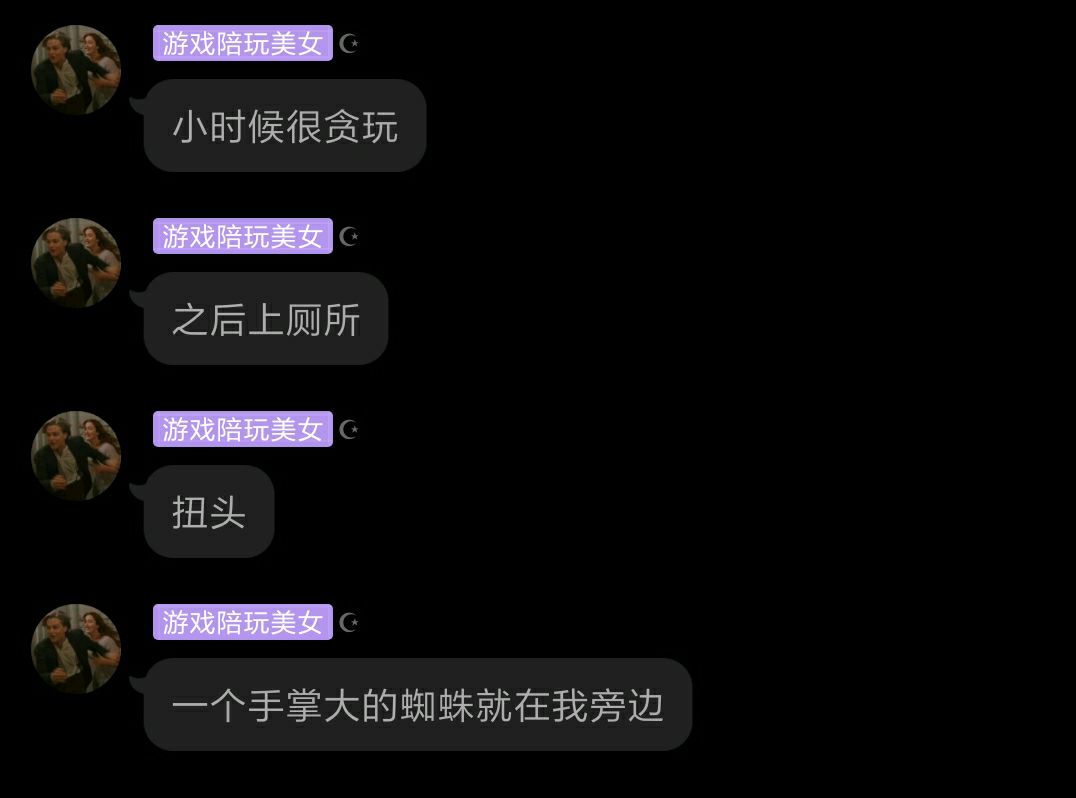 游戏陪玩美女
小时候很贪玩
游戏陪玩美女
之后上厕所
游戏陪玩美女
扭头
游戏陪玩美女
一个手掌大的蜘蛛就在我旁边